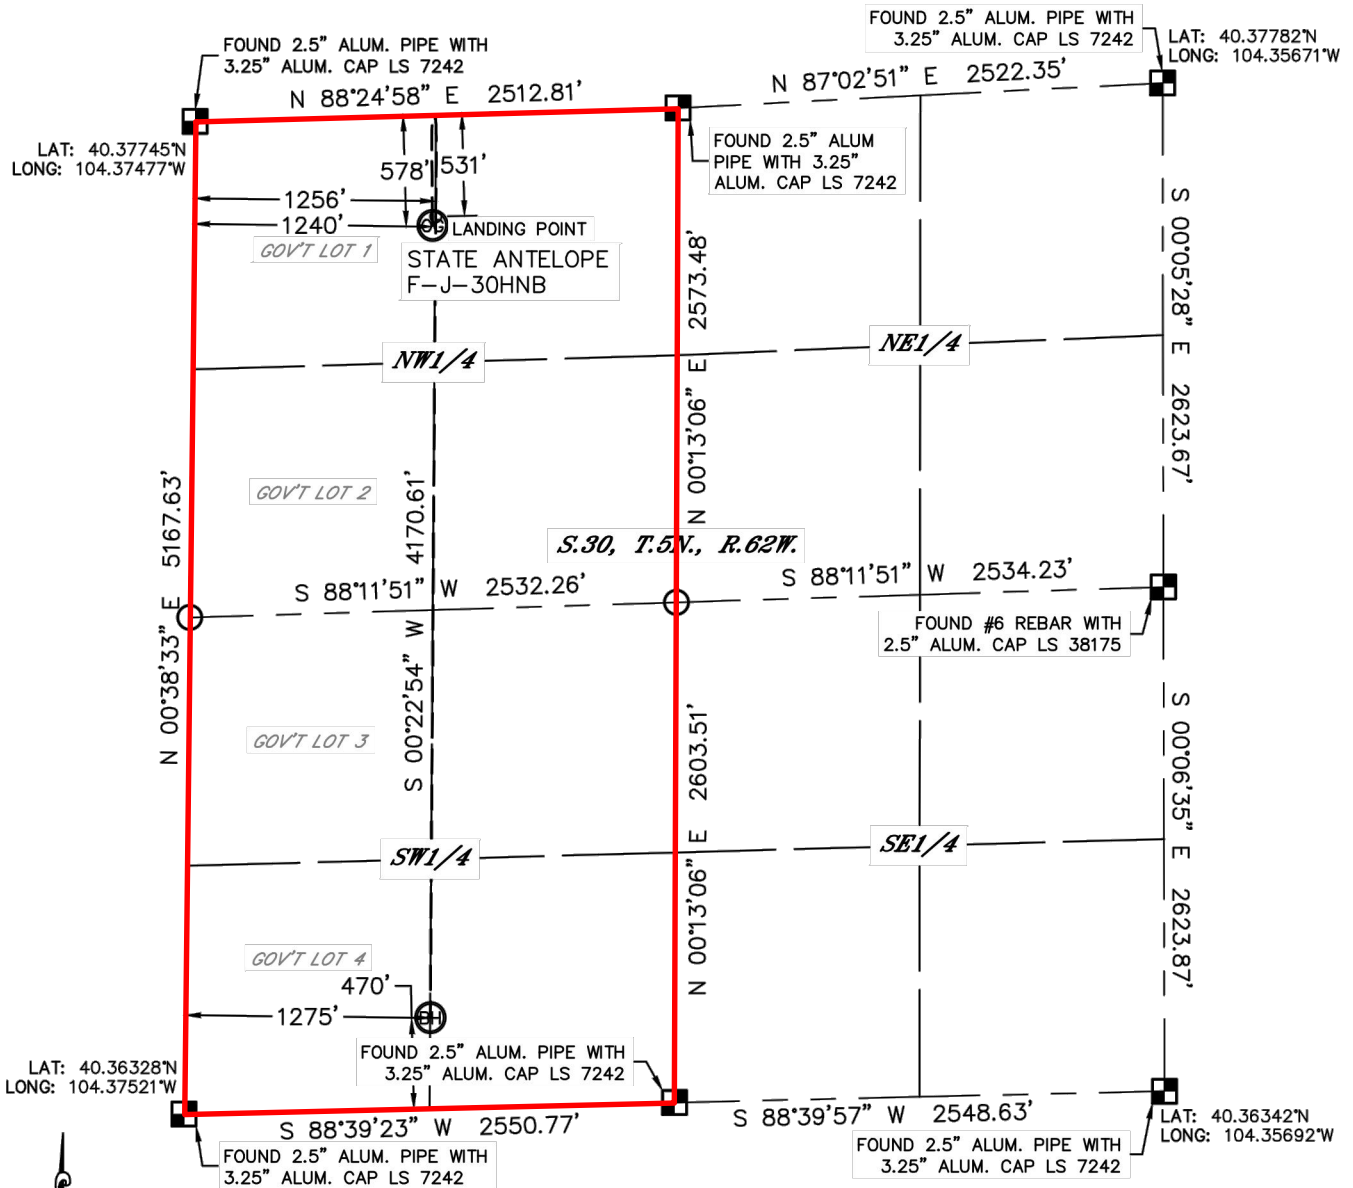 FOUND 2.5" ALUM. PIPE WITH
3.25" ALUM. CAP LS 7242
FOUND 2.5" ALUM. PIPE WITH
3.25" ALUM. CAP LS 7242
LAT: 40.37782°N
LONG: 104.35671°W
N 88°24'58" E 2512.81'
N 87°02'51" E 2522.35'
LAT: 40.37745°N
LONG: 104.37477°W
578'
531'
FOUND 2.5" ALUM
PIPE WITH 3.25"
ALUM. CAP LS 7242
1256'
1240'
OG
LANDING POINT
GOV'T LOT 1
STATE ANTELOPE
F-J-30HNB
N 00°13'06" E 2573.48'
S 00°05'28" E 2623.67'
NW1/4
NE1/4
GOV'T LOT 2
N 00°38'33" E 5167.63'
S 00°22'54" W 4170.61'
S.30, T.5N., R.62W.
S 88°11'51" W 2532.26'
S 88°11'51" W 2534.23'
FOUND #6 REBAR WITH
2.5" ALUM. CAP LS 38175
GOV'T LOT 3
N 00°13'06" E 2603.51'
S 00°06'35" E 2623.87'
SW1/4
SE1/4
GOV'T LOT 4
470'
1275'
BH
FOUND 2.5" ALUM. PIPE WITH
3.25" ALUM. CAP LS 7242
LAT: 40.36328°N
LONG: 104.37521°W
S 88°39'23" W 2550.77'
S 88°39'57" W 2548.63'
LAT: 40.36342°N
LONG: 104.35692°W
FOUND 2.5" ALUM. PIPE WITH
3.25" ALUM. CAP LS 7242
FOUND 2.5" ALUM. PIPE WITH
3.25" ALUM. CAP LS 7242